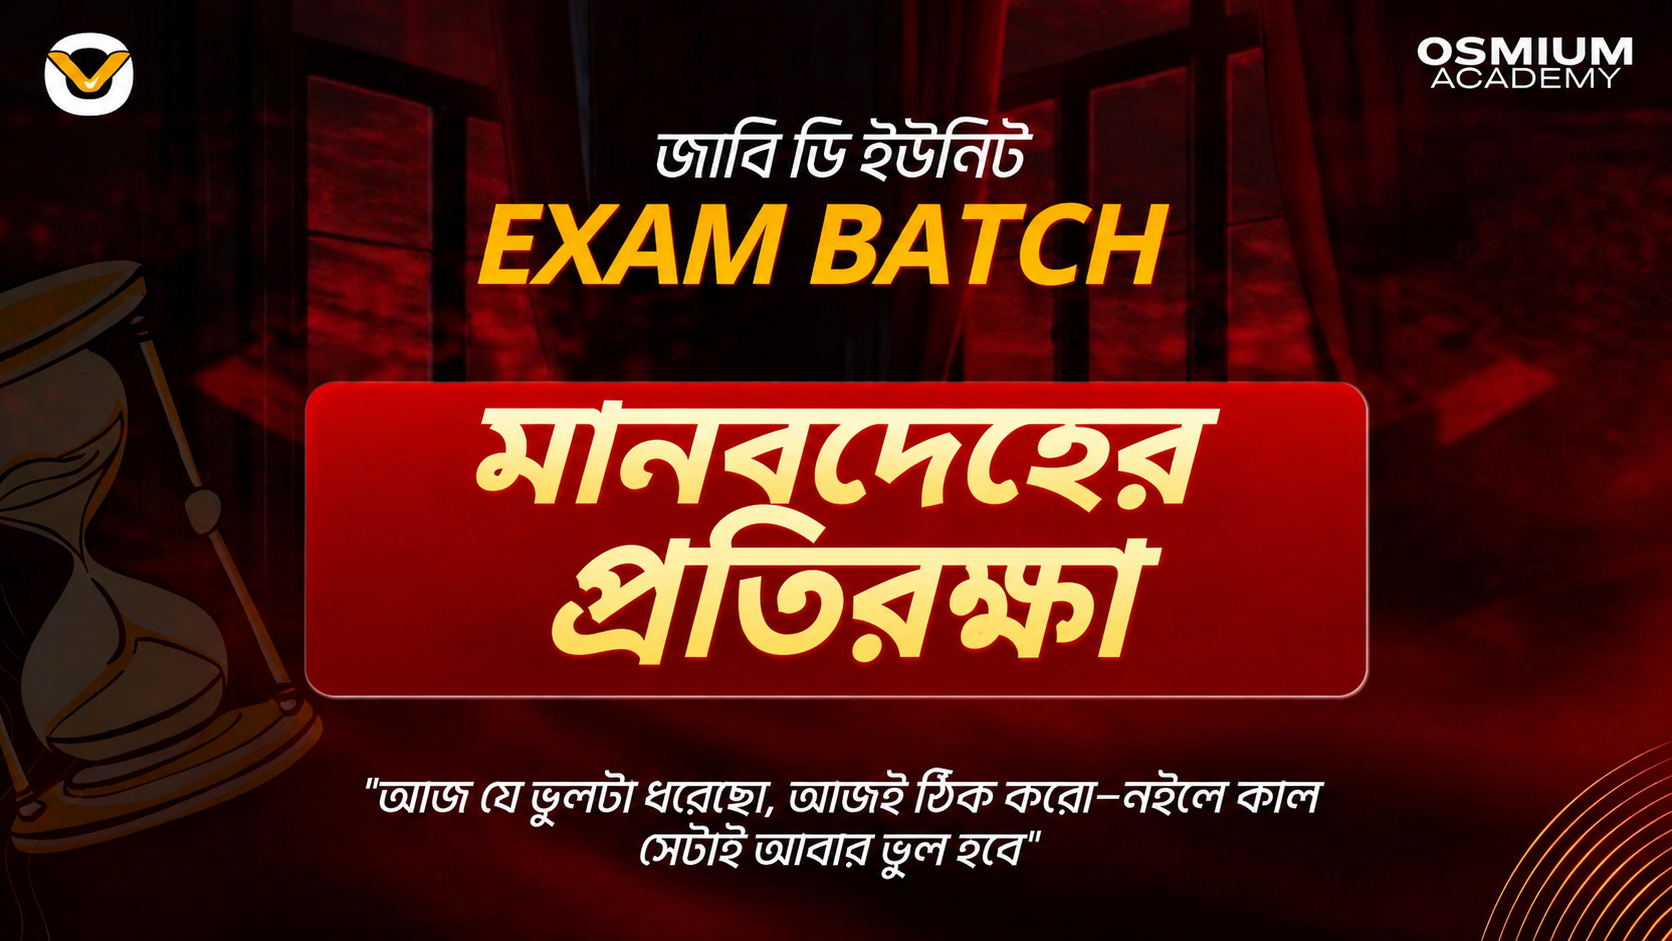 OSMIUM
ACADEMY
জাবি ডি ইউনিট
EXAM BATCH
মানবদেহের
প্রতিরক্ষা
"আজ যে ভুলটা ধরেছো, আজই ঠিক করো–নইলে কাল
সেটাই আবার ভুল হবে"